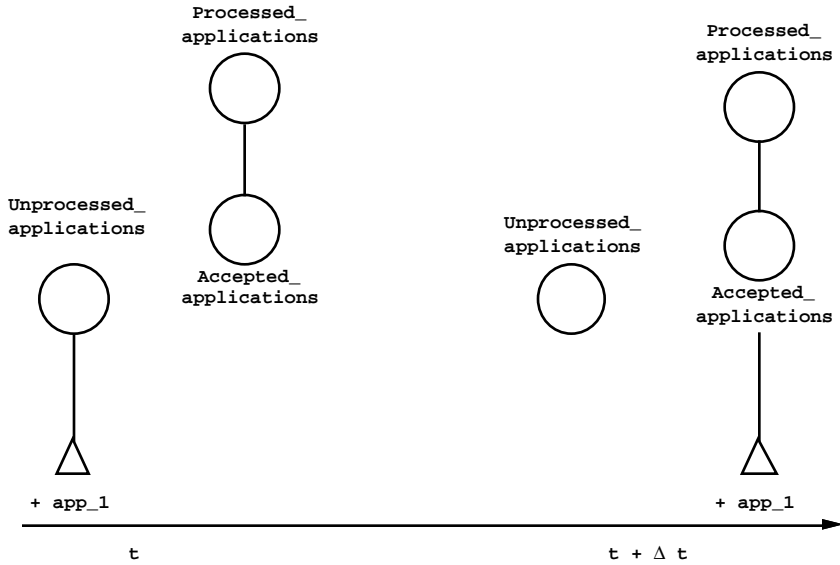 Processed_
applications
Unprocessed_
applications
Accepted_
applications
+ app_1
t
Processed_
applications
Unprocessed_
applications
Accepted_
applications
+ app_1
t + Δ t